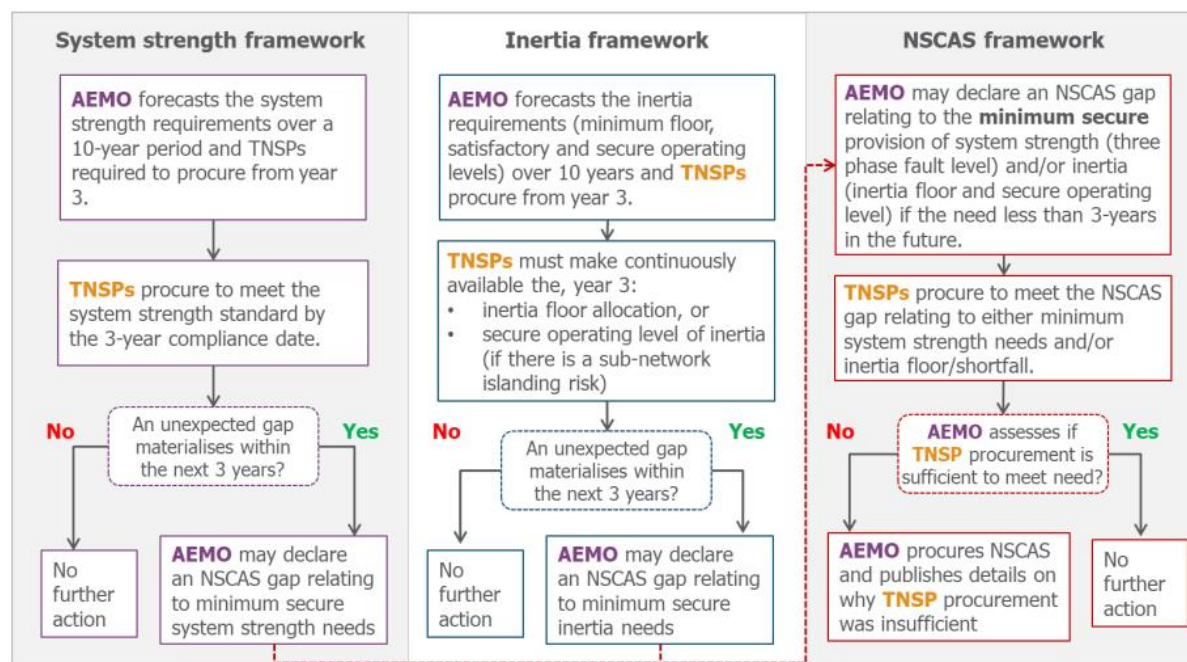 System strength framework
AEMO forecasts the system
strength requirements over a
10-year period and TNSPs
required to procure from year
3.
TNSPs procure to meet the
system strength standard by
the 3-year compliance date.
An unexpected gap
materialises within
the next 3 years?
No
Yes
No
further
action
AEMO may declare
an NSCAS gap relating
to minimum secure
system strength needs
Inertia framework
AEMO forecasts the inertia
requirements (minimum floor,
satisfactory and secure operating
levels) over 10 years and TNSPs
procure from year 3.
TNSPs must make continuously
available the, year 3:
• inertia floor allocation, or
• secure operating level of inertia
(if there is a sub-network
islanding risk)
An unexpected gap
materialises within
the next 3 years?
No
Yes
No
further
action
AEMO may declare
an NSCAS gap relating
to minimum secure
inertia needs
NSCAS framework
AEMO may declare an NSCAS gap
relating to the minimum secure
provision of system strength (three
phase fault level) and/or inertia
(inertia floor and secure operating
level) if the need less than 3-years
in the future.
TNSPs procure to meet the NSCAS
gap relating to either minimum
system strength needs and/or
inertia floor/shortfall.
AEMO assesses if
TNSP procurement is
sufficient to meet need?
No
Yes
AEMO procures NSCAS
and publishes details on
why TNSP procurement
was insufficient
No
further
action